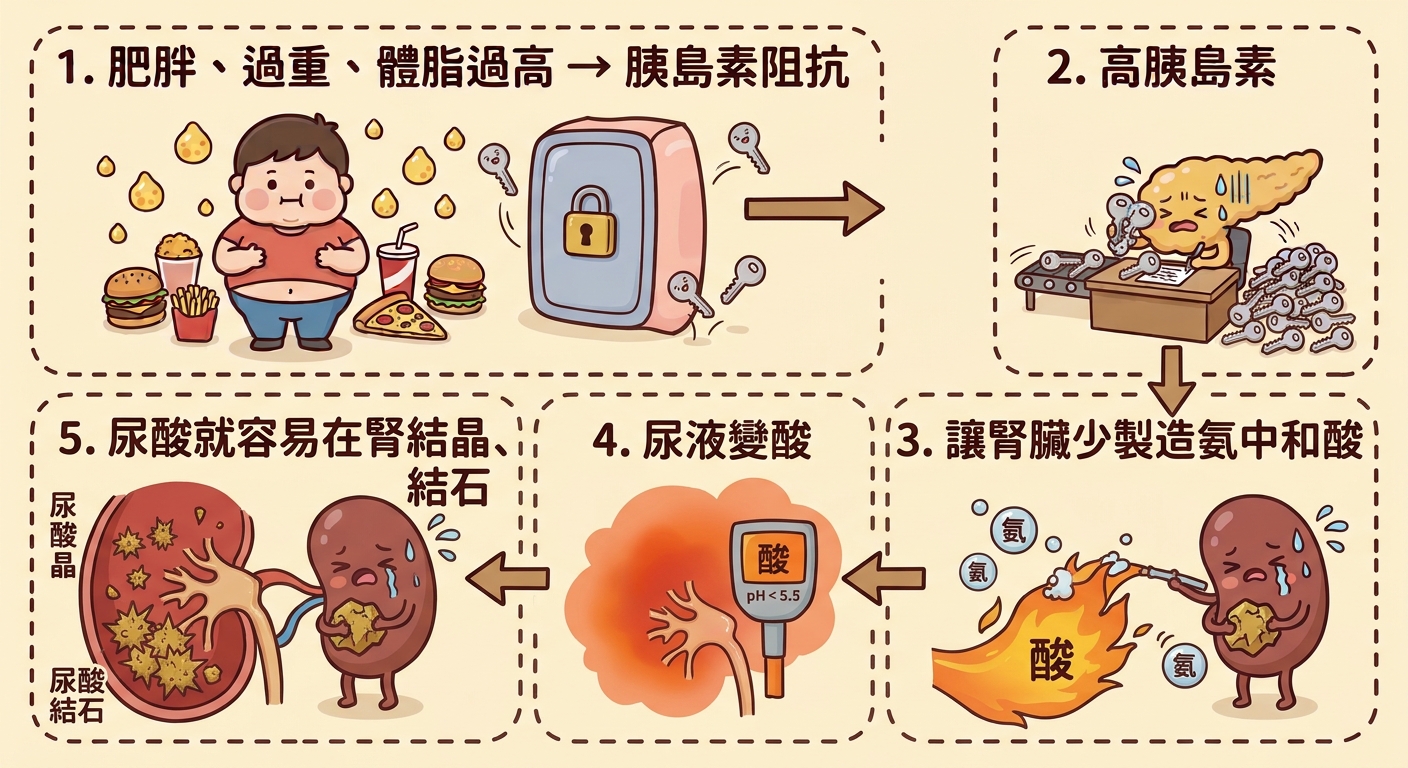 1. 肥胖、過重、體脂過高 → 胰島素阻抗
2. 高胰島素
3. 讓腎臟少製造氨中和酸
氨
氨
酸
氨
4. 尿液變酸
酸
pH < 5.5
5. 尿酸就容易在腎結晶、
結石
尿酸晶
尿酸
結石